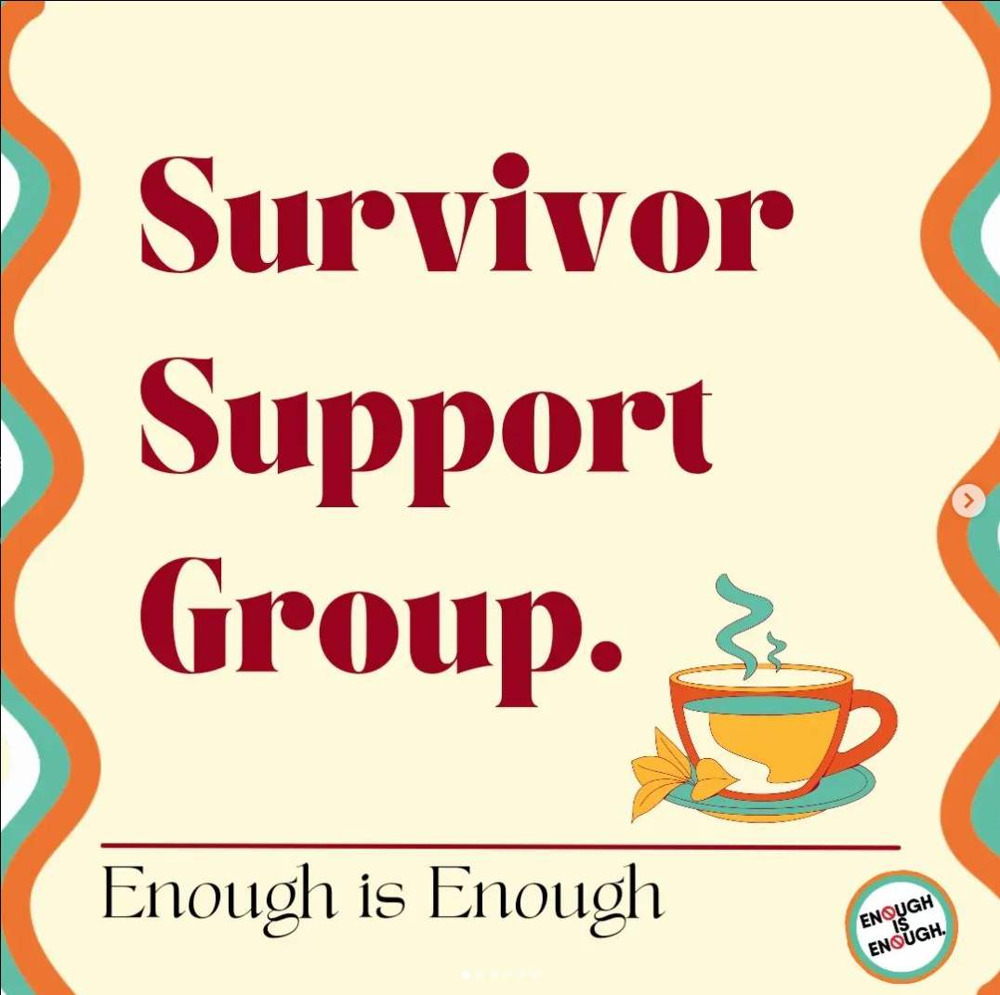 Survivor
Support
Group.
Enough is Enough
ENOUGH
IS
ENOUGH.